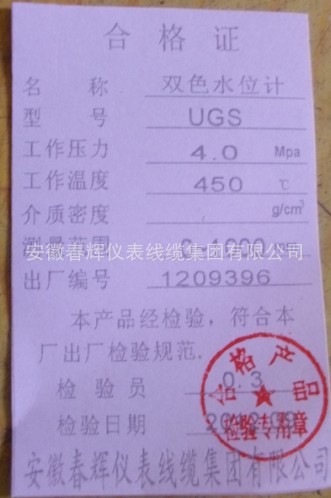 合格证
名称 双色水位计
型号 UGS
工作压力 4.0 Mpa
工作温度 450 ℃
介质密度 g/cm³
测量范围
安徽春辉仪表线缆集团有限公司
出厂编号 1209396
本产品经检验,符合本
厂出厂检验规范.
检验员 0.3
检验日期
合格产品
检验专用章
安徽春辉仪表线缆集团有限公司